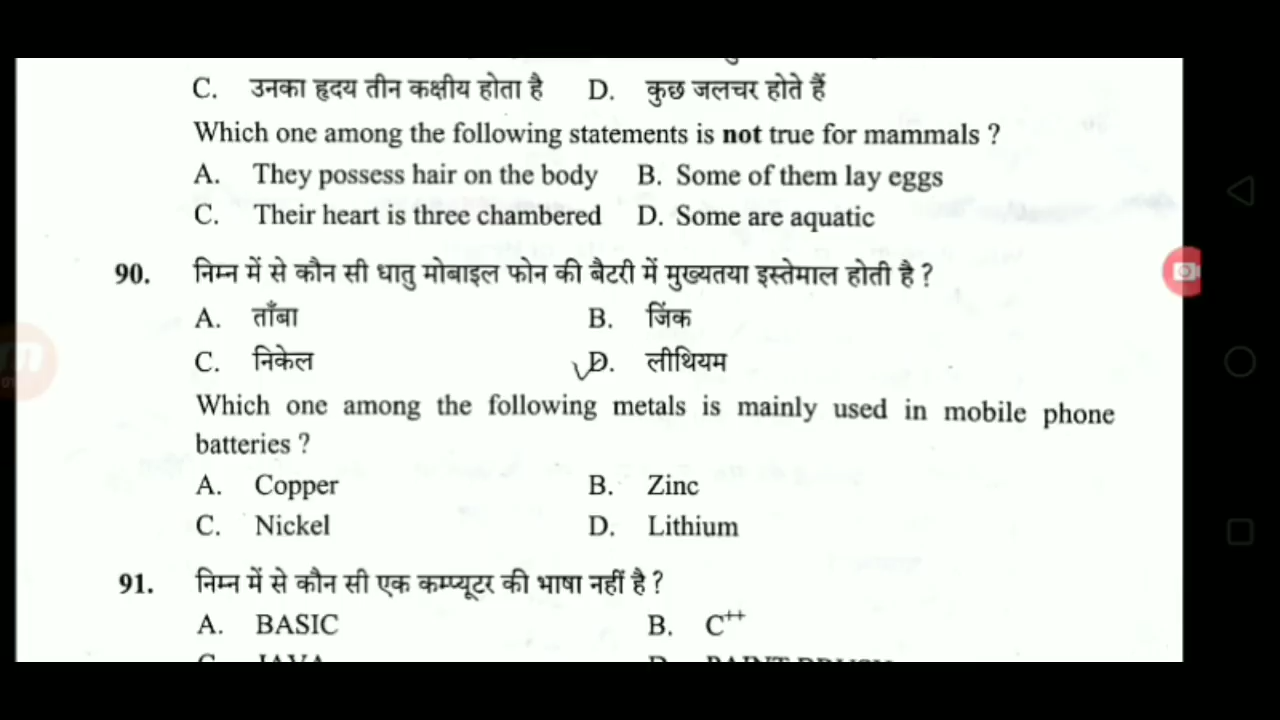 C. उनका हृदय तीन कक्षीय होता है D. कुछ जलचर होते हैं
Which one among the following statements is not true for mammals ?
A. They possess hair on the body B. Some of them lay eggs
C. Their heart is three chambered D. Some are aquatic
90. निम्न में से कौन सी धातु मोबाइल फोन की बैटरी में मुख्यतया इस्तेमाल होती है ?
A. ताँबा B. जिंक
C. निकेल D. लीथियम
Which one among the following metals is mainly used in mobile phone
batteries ?
A. Copper B. Zinc
C. Nickel D. Lithium
91. निम्न में से कौन सी एक कम्प्यूटर की भाषा नहीं है ?
A. BASIC B. C++
C. JAVA D. PAINT BRUSH